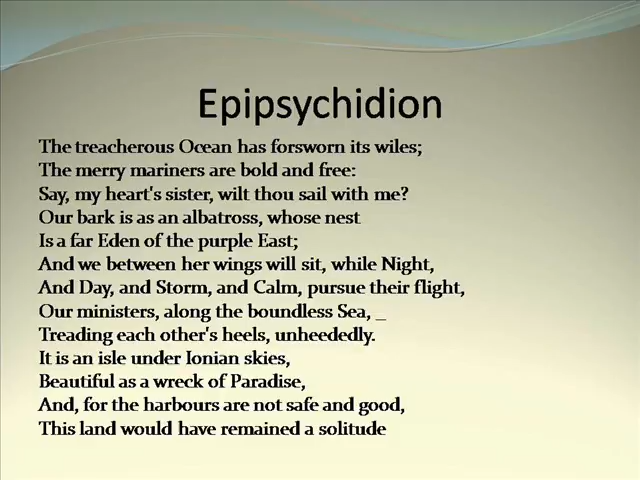 Epipsychidion
The treacherous Ocean has forsworn its wiles;
The merry mariners are bold and free:
Say, my heart's sister, wilt thou sail with me?
Our bark is as an albatross, whose nest
Is a far Eden of the purple East;
And we between her wings will sit, while Night,
And Day, and Storm, and Calm, pursue their flight,
Our ministers, along the boundless Sea, _
Treading each other's heels, unheededly.
It is an isle under Ionian skies,
Beautiful as a wreck of Paradise,
And, for the harbours are not safe and good,
This land would have remained a solitude